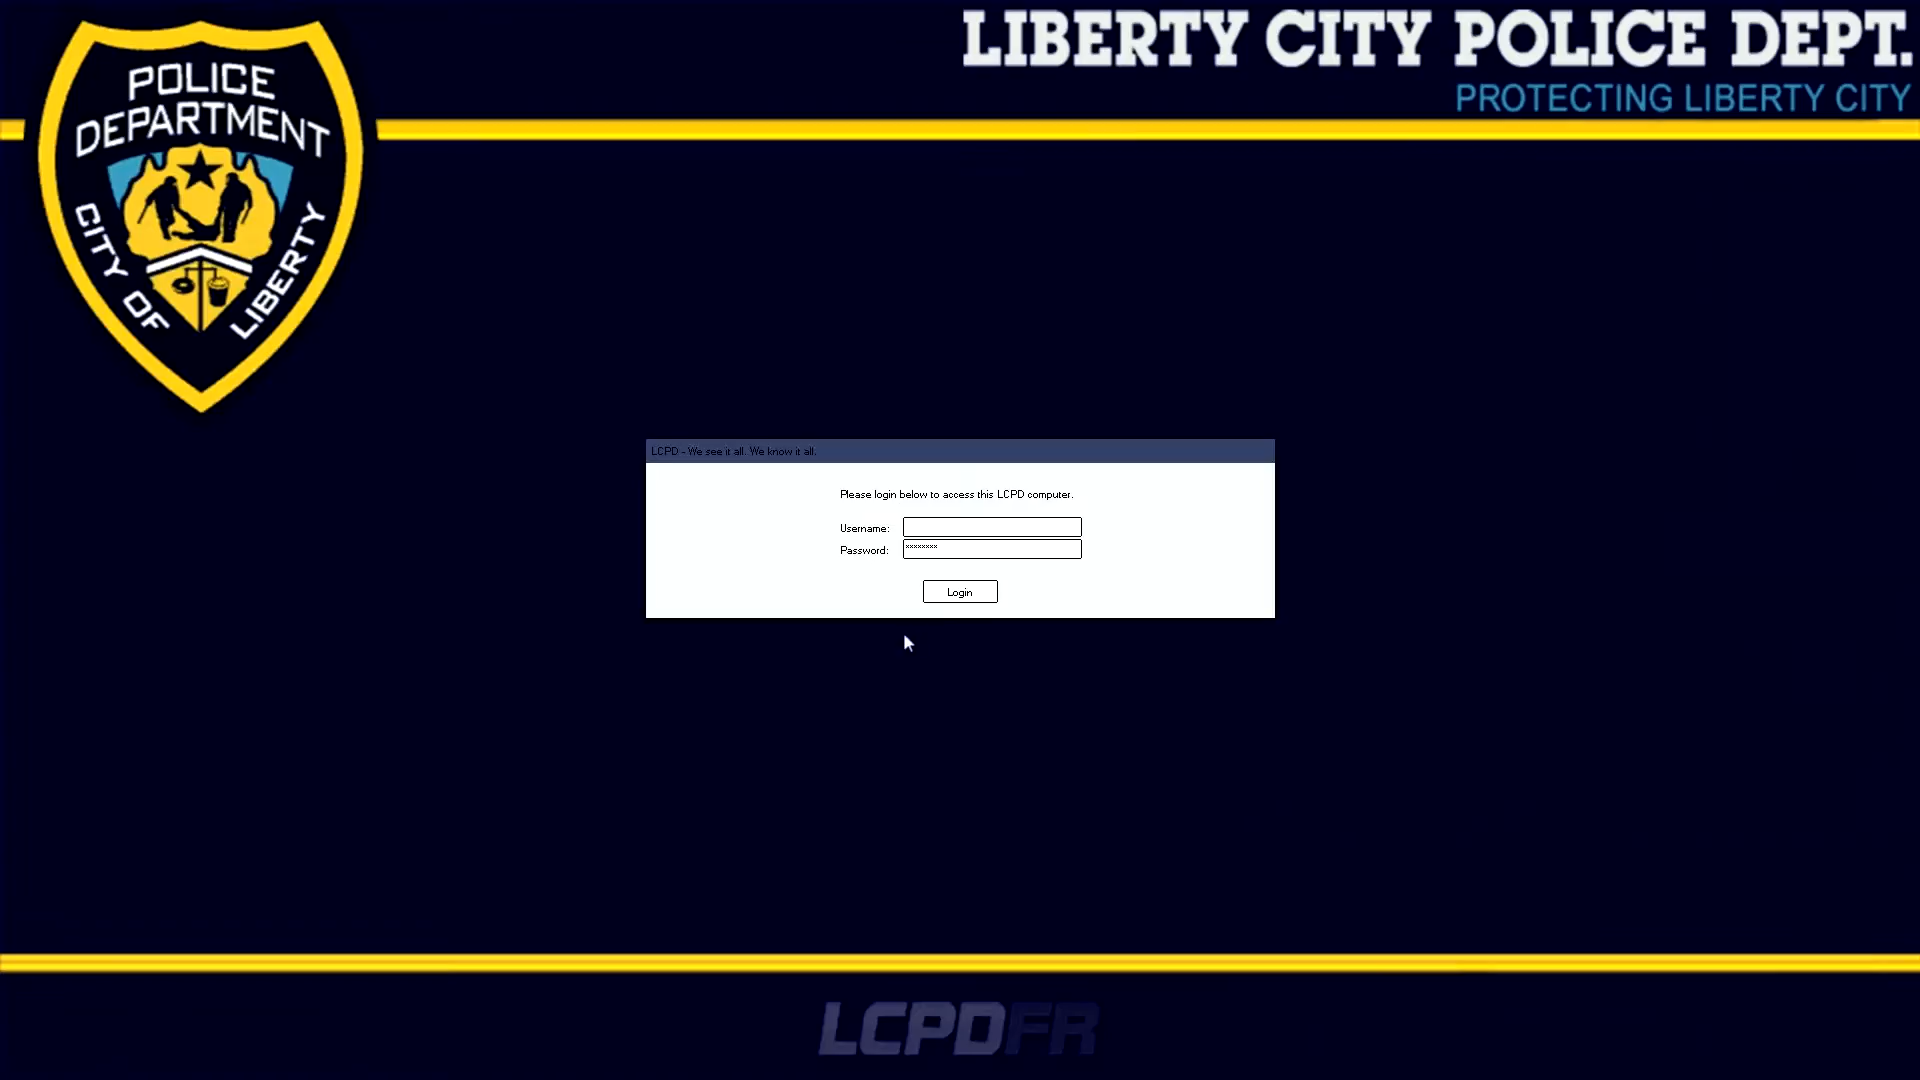 POLICE
DEPARTMENT
CITY OF
LIBERTY
LIBERTY CITY POLICE DEPT.
PROTECTING LIBERTY CITY
LCPD - We see it all. We know it all.
Please login below to access this LCPD computer.
Username:
Password: ********
Login
LCPDFR